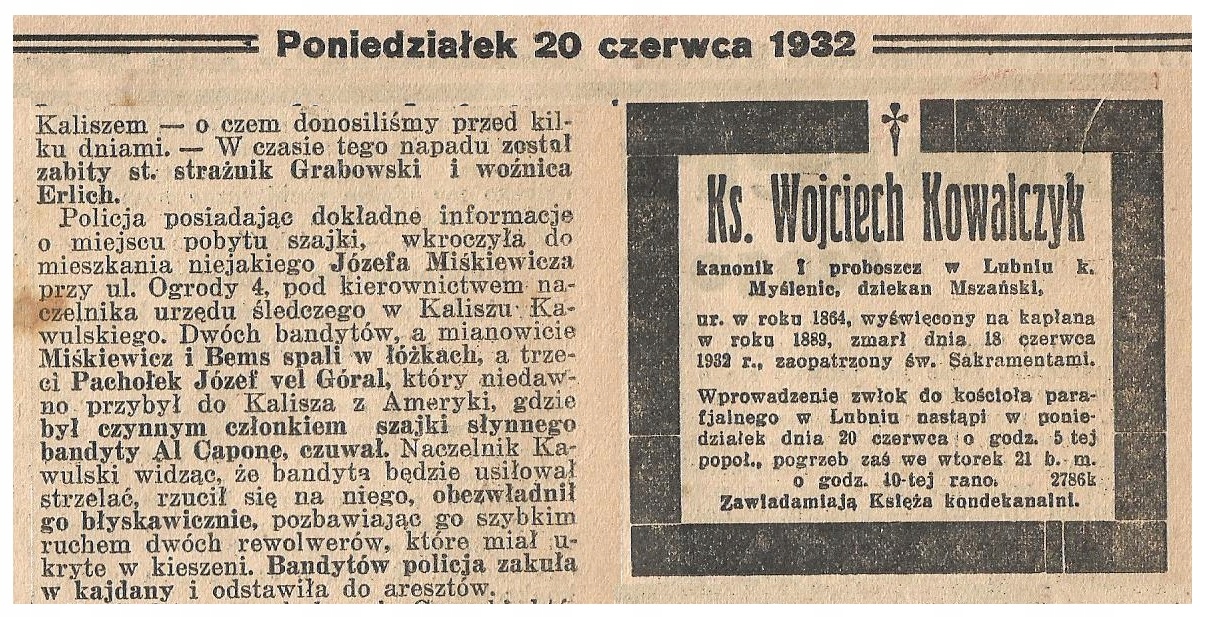 Poniedziałek 20 czerwca 1932
Kaliszem — o czem donosiliśmy przed kil-
ku dniami. — W czasie tego napadu został
zabity st. strażnik Grabowski i woźnica
Erlich.
Policja posiadając dokładne informacje
o miejscu pobytu szajki, wkroczyła do
mieszkania niejakiego Józefa Miśkiewicza
przy ul. Ogrody 4, pod kierownictwem na-
czelnika urzędu śledczego w Kaliszu Ka-
wulskiego. Dwóch bandytów, a mianowicie
Miśkiewicz i Bems spali w łóżkach, a trze-
ci Pachołek Józef vel Góral, który niedaw-
no przybył do Kalisza z Ameryki, gdzie
był czynnym członkiem szajki słynnego
bandyty Al Capone, czuwał. Naczelnik Ka-
wulski widząc, że bandyta będzie usiłował
strzelać, rzucił się na niego, obezwładnił
go błyskawicznie, pozbawiając go szybkim
ruchem dwóch rewolwerów, które miał u-
kryte w kieszeni. Bandytów policja zakuła
w kajdany i odstawiła do aresztów.
Ks. Wojciech Kowalczyk
kanonik i proboszcz w Lubniu k.
Myślenic, dziekan Mszański,
ur. w roku 1864, wyświęcony na kapłana
w roku 1889, zmarł dnia 18 czerwca
1932 r., zaopatrzony św. Sakramentami.
Wprowadzenie zwłok do kościoła para-
fjalnego w Lubniu nastąpi w ponie-
działek dnia 20 czerwca o godz. 5 tej
popoł., pogrzeb zaś we wtorek 21 b. m.
o godz. 10-tej rano. 2786k
Zawiadamiają Księża kondekanalni.